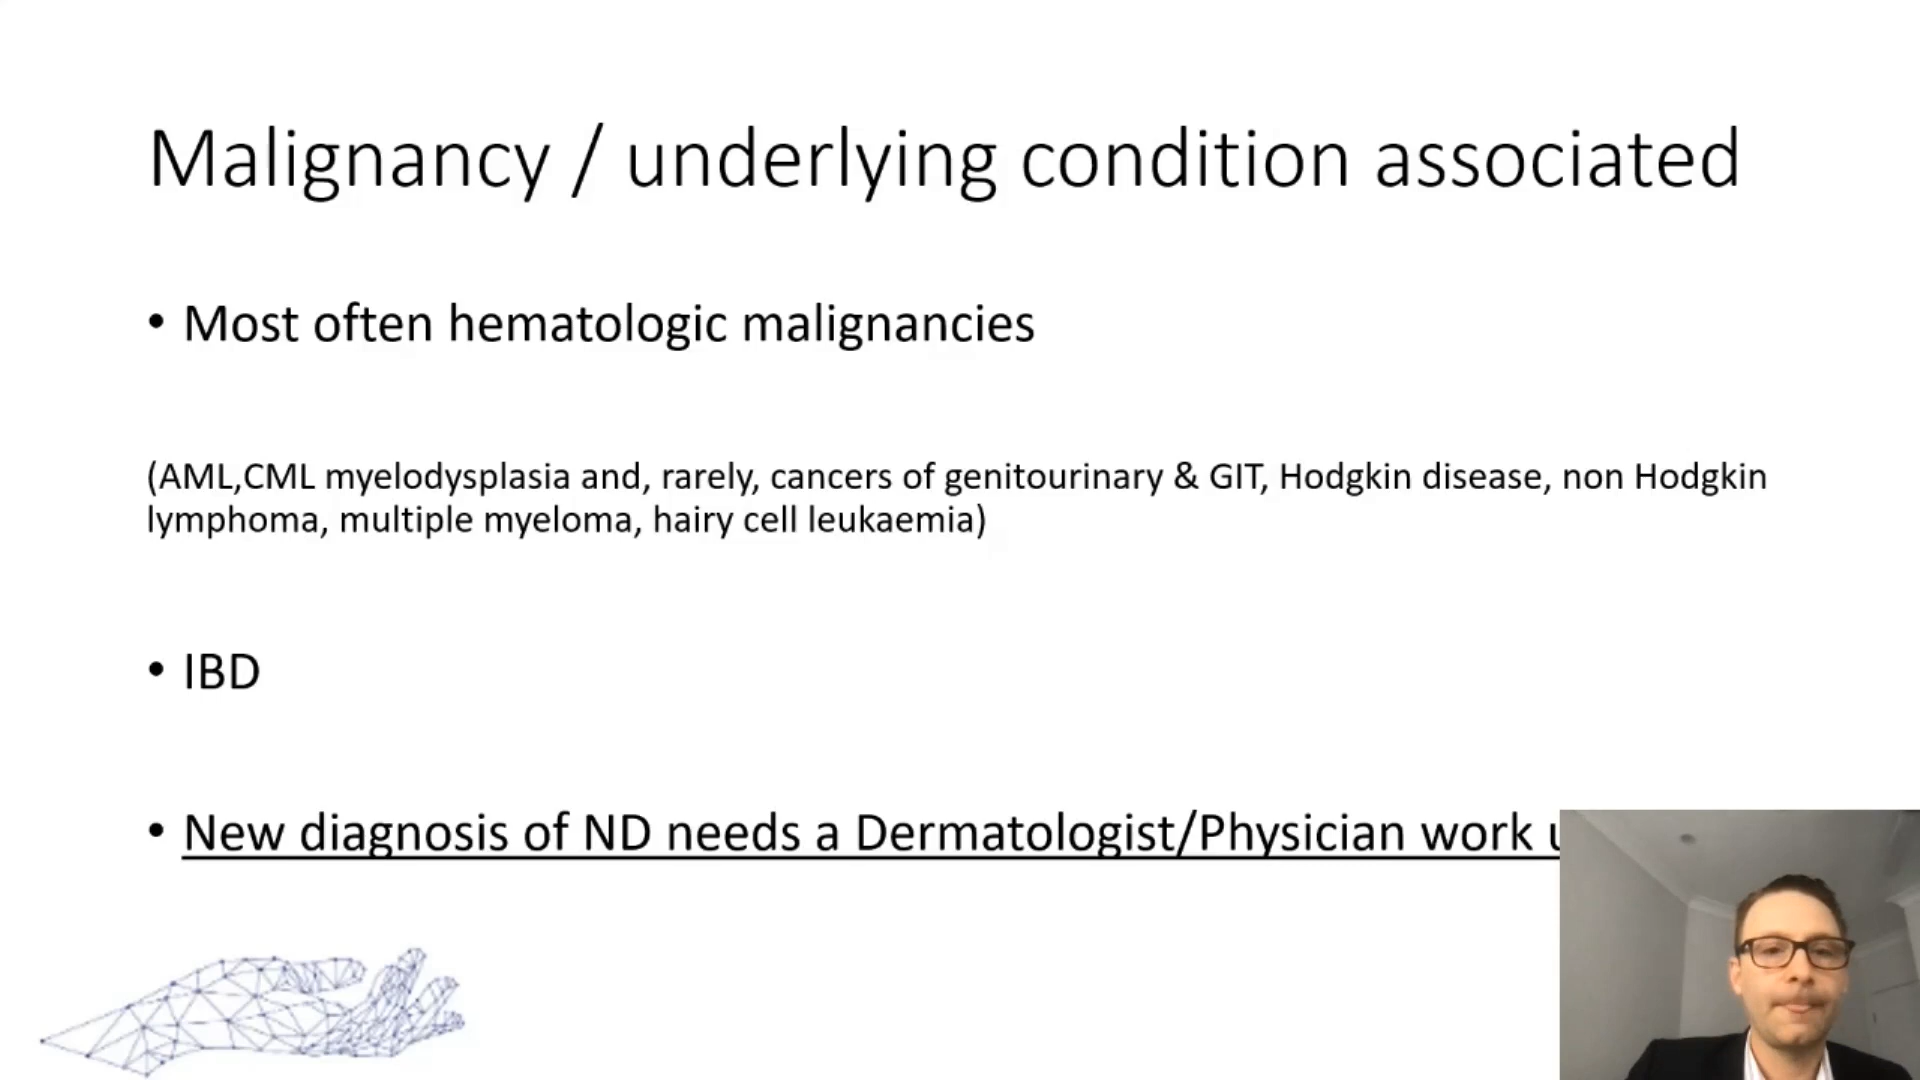 Malignancy / underlying condition associated
• Most often hematologic malignancies
(AML,CML myelodysplasia and, rarely, cancers of genitourinary & GIT, Hodgkin disease, non Hodgkin
lymphoma, multiple myeloma, hairy cell leukaemia)
• IBD
• New diagnosis of ND needs a Dermatologist/Physician work